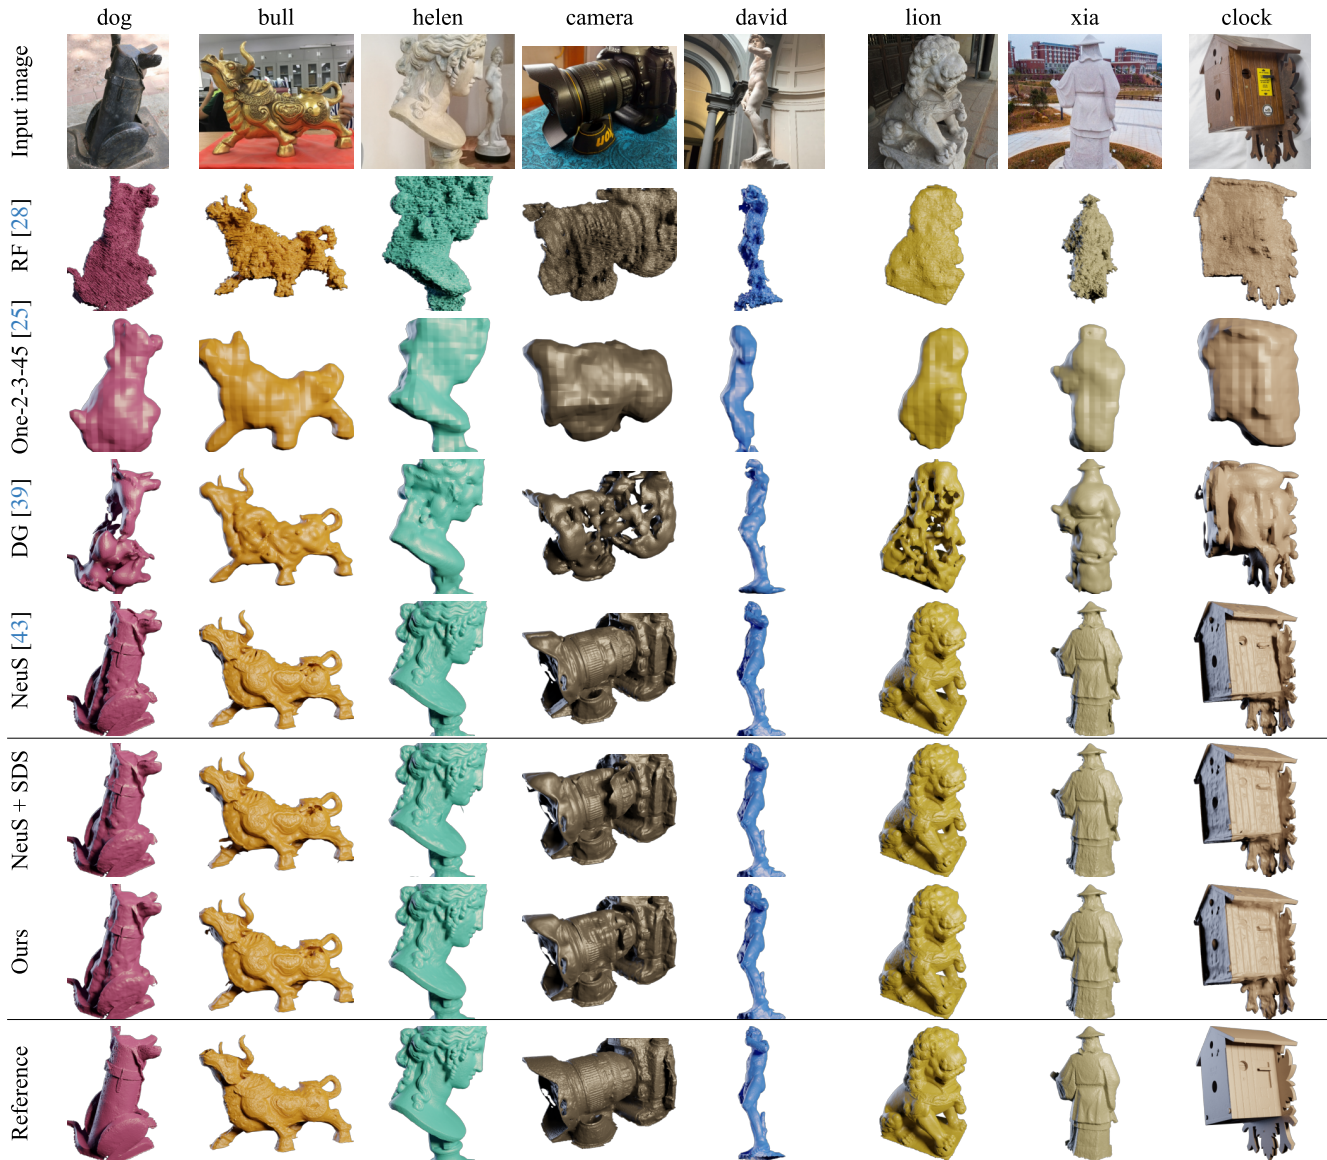 dog bull helen camera david lion xia clock
Input image
RF [28]
One-2-3-45 [25]
DG [39]
NeuS [43]
NeuS + SDS
Ours
Reference